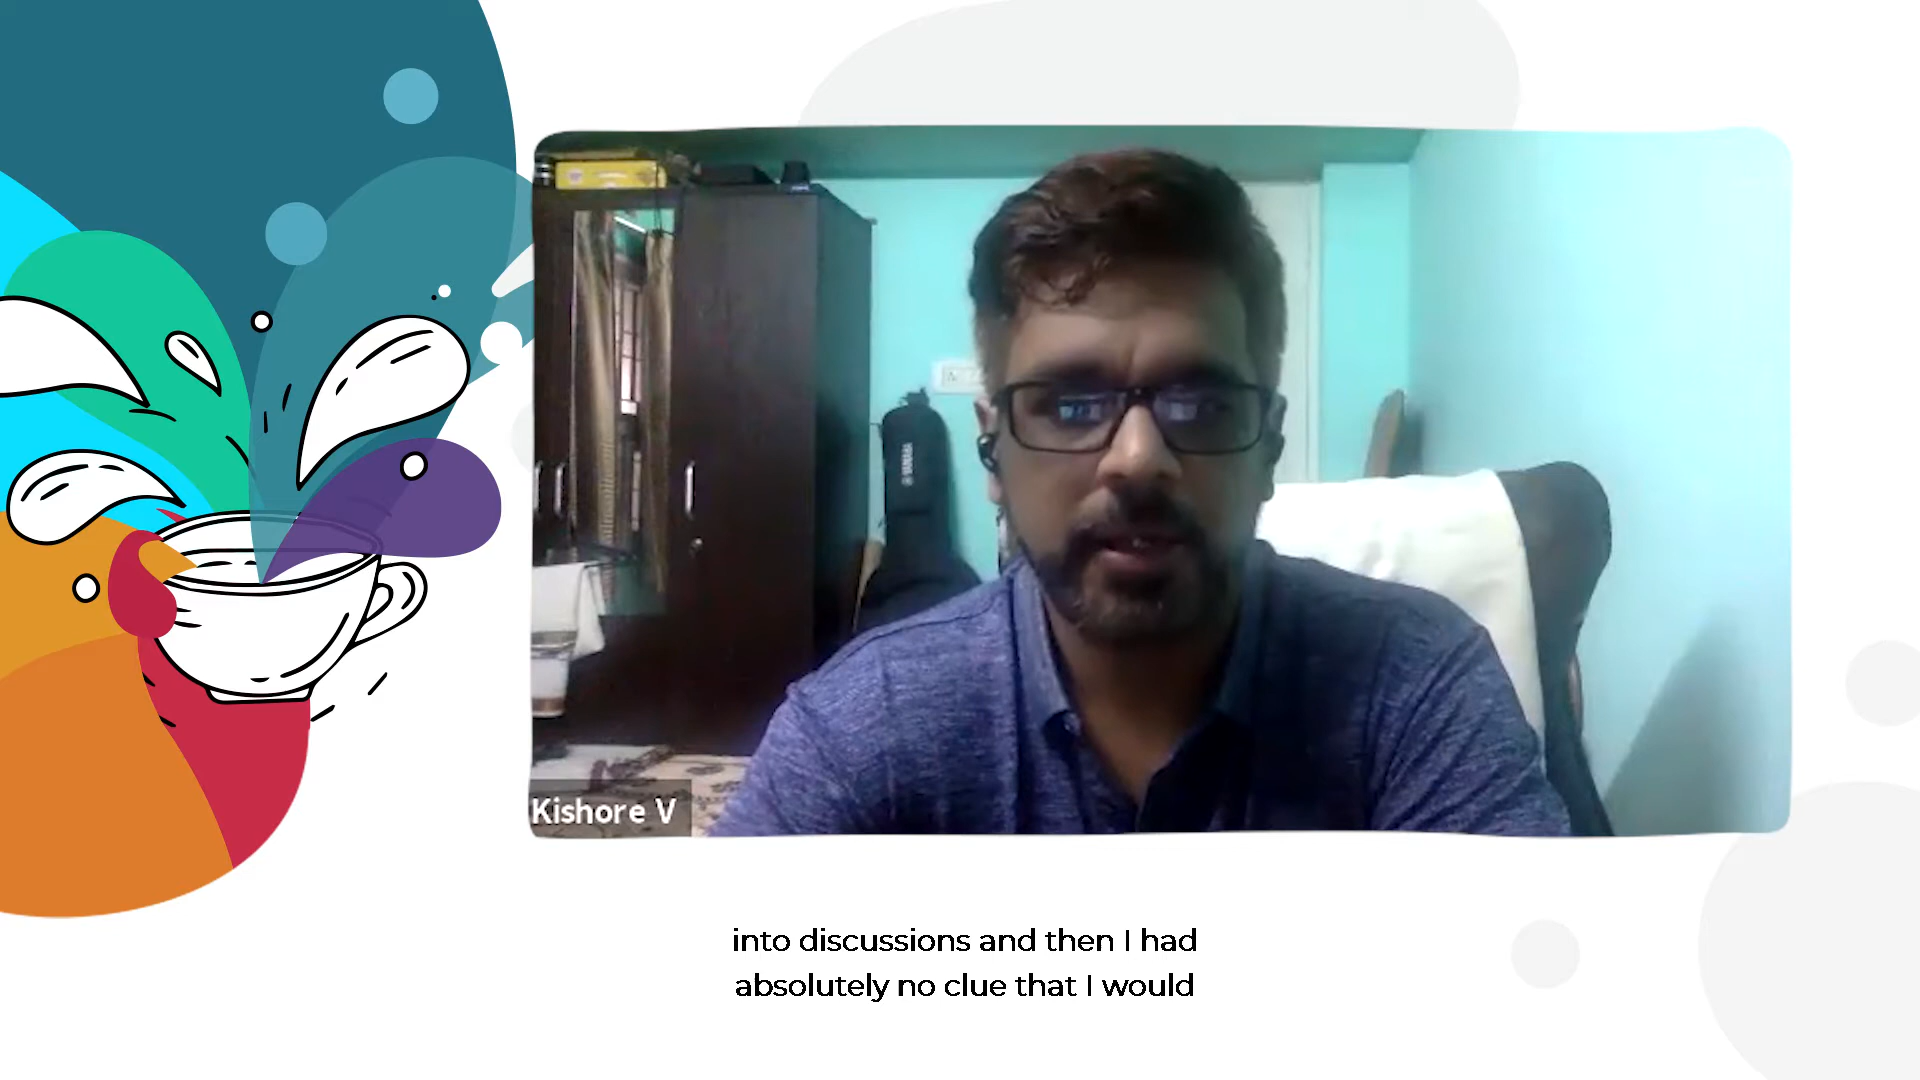 Kishore V
into discussions and then I had
absolutely no clue that I would